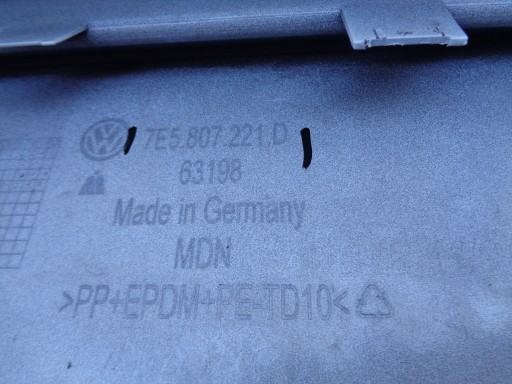 7E5.807.221.D
63198
Made in Germany
MDN
>PP+EPDM+PE-TD10<